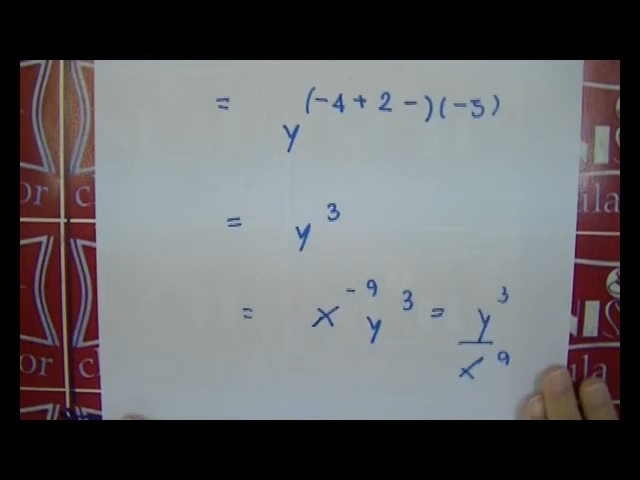 = y^(-4+2-)(-5)
= y^3
= x^-9 y^3 = y^3/x^9